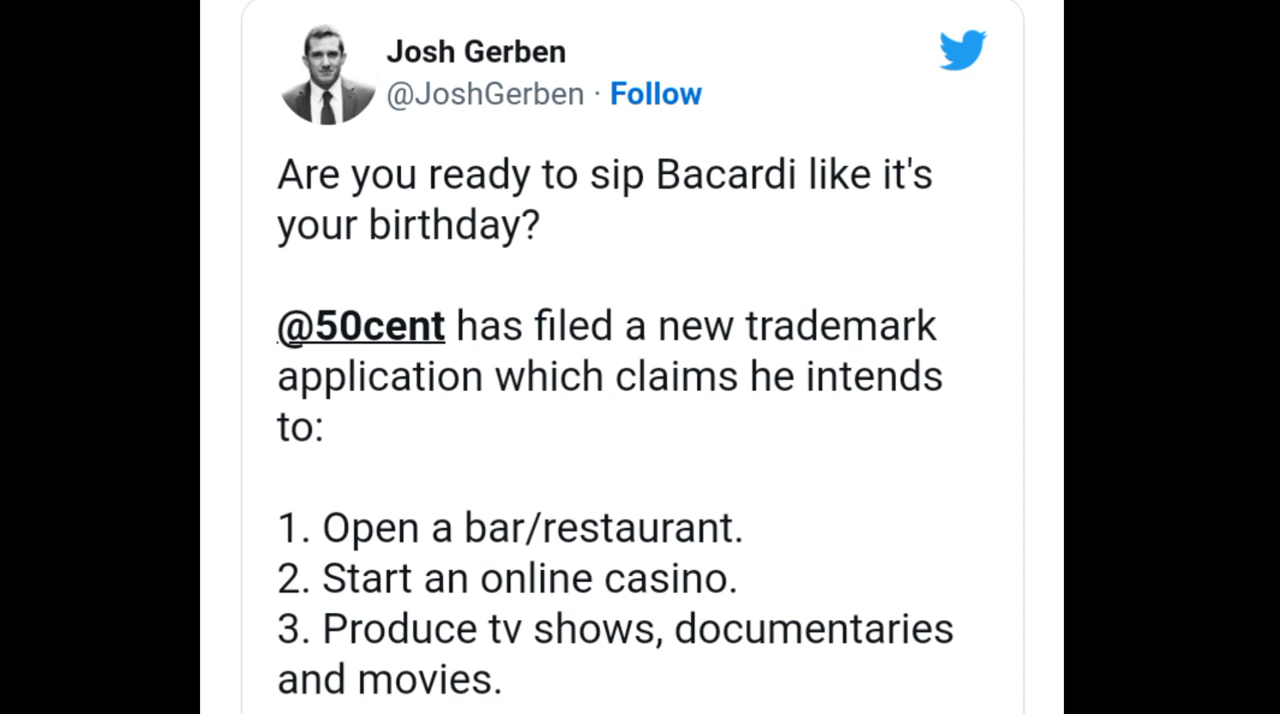 Josh Gerben
@JoshGerben · Follow
Are you ready to sip Bacardi like it's
your birthday?
@50cent has filed a new trademark
application which claims he intends
to:
1. Open a bar/restaurant.
2. Start an online casino.
3. Produce tv shows, documentaries
and movies.